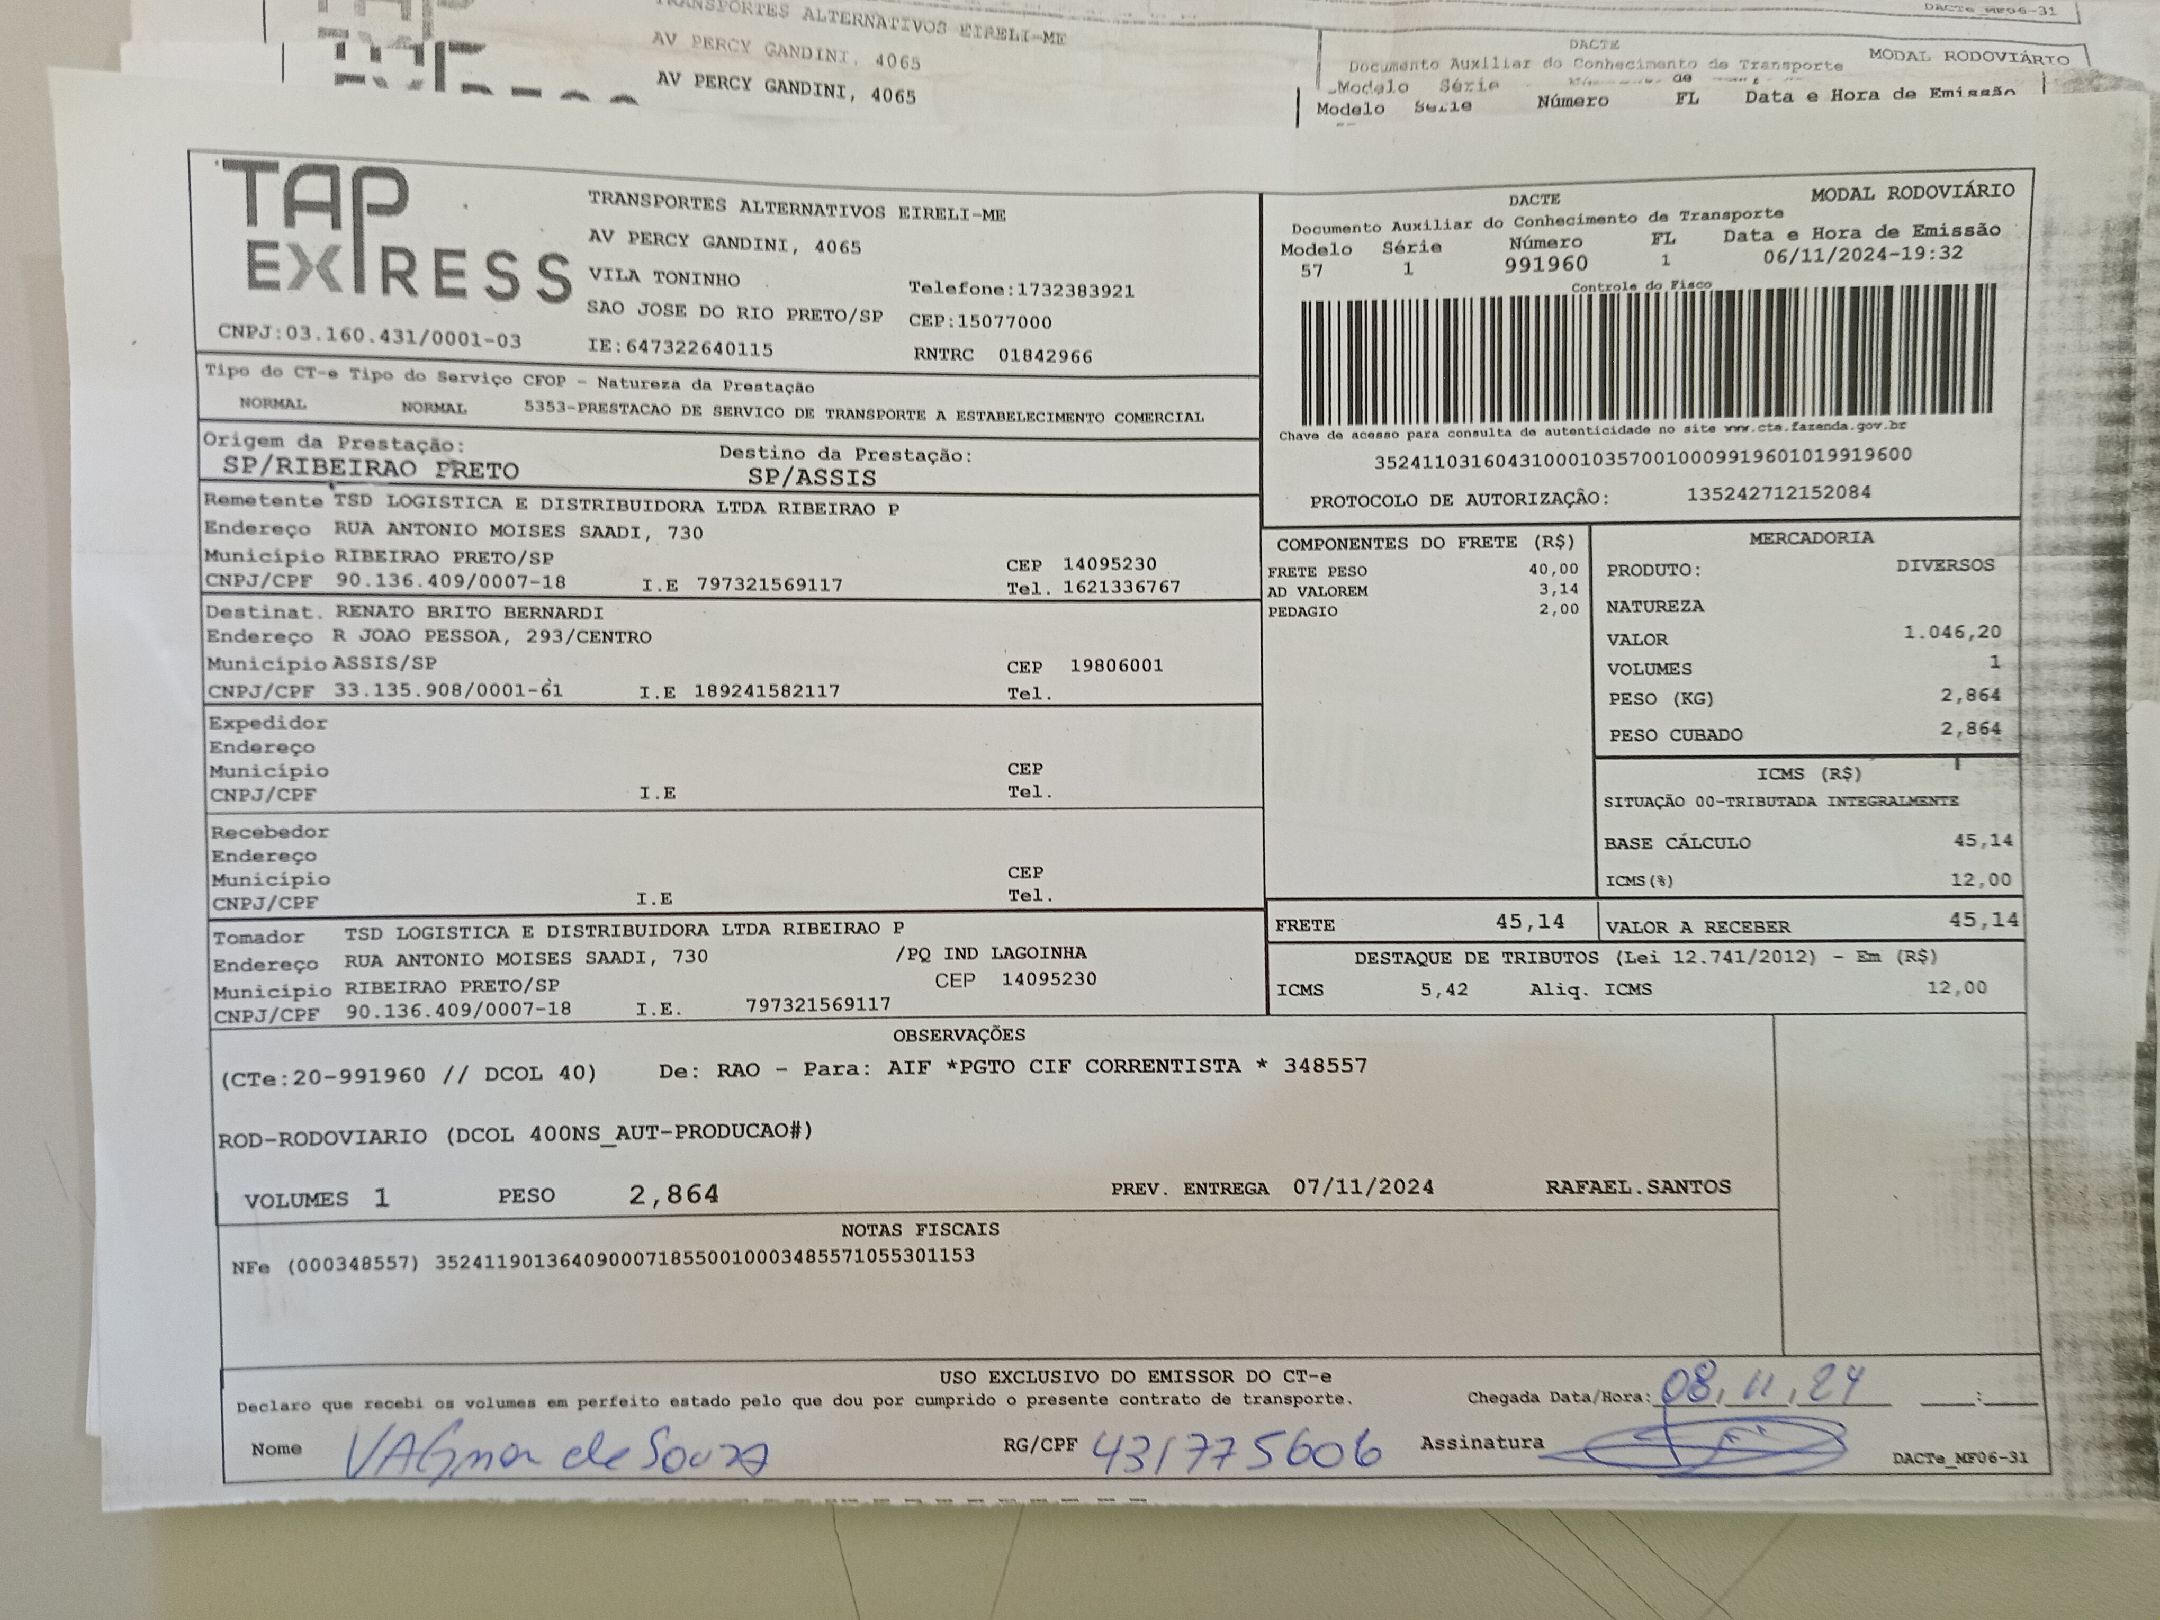 TRANSPORTES ALTERNATIVOS EIRELI-ME
AV PERCY GANDINI, 4065
AV PERCY GANDINI, 4065
DACTe_MF06-31
DACTE
MODAL RODOVIÁRIO
Documento Auxiliar do Conhecimento de Transporte
Modelo Série
Modelo Série Número FL Data e Hora de Emissão
TAP EXPRESS
TRANSPORTES ALTERNATIVOS EIRELI-ME
AV PERCY GANDINI, 4065
VILA TONINHO
Telefone:1732383921
SAO JOSE DO RIO PRETO/SP CEP:15077000
CNPJ:03.160.431/0001-03 IE:647322640115 RNTRC 01842966
DACTE
MODAL RODOVIÁRIO
Documento Auxiliar do Conhecimento de Transporte
Modelo Série Número FL Data e Hora de Emissão
57 1 991960 1 06/11/2024-19:32
Controle do Fisco
Chave de acesso para consulta de autenticidade no site www.cte.fazenda.gov.br
35241103160431000103570010009919601019919600
PROTOCOLO DE AUTORIZAÇÃO: 135242712152084
Tipo do CT-e Tipo do Serviço CFOP - Natureza da Prestação
NORMAL NORMAL 5353-PRESTACAO DE SERVICO DE TRANSPORTE A ESTABELECIMENTO COMERCIAL
Origem da Prestação: Destino da Prestação:
SP/RIBEIRAO PRETO SP/ASSIS
Remetente TSD LOGISTICA E DISTRIBUIDORA LTDA RIBEIRAO P
Endereço RUA ANTONIO MOISES SAADI, 730
Município RIBEIRAO PRETO/SP CEP 14095230
CNPJ/CPF 90.136.409/0007-18 I.E 797321569117 Tel. 1621336767
Destinat. RENATO BRITO BERNARDI
Endereço R JOAO PESSOA, 293/CENTRO
Município ASSIS/SP CEP 19806001
CNPJ/CPF 33.135.908/0001-61 I.E 189241582117 Tel.
Expedidor
Endereço
Município CEP
CNPJ/CPF I.E Tel.
Recebedor
Endereço
Município CEP
CNPJ/CPF I.E Tel.
Tomador TSD LOGISTICA E DISTRIBUIDORA LTDA RIBEIRAO P
Endereço RUA ANTONIO MOISES SAADI, 730 /PQ IND LAGOINHA
Município RIBEIRAO PRETO/SP CEP 14095230
CNPJ/CPF 90.136.409/0007-18 I.E. 797321569117
COMPONENTES DO FRETE (R$)
FRETE PESO 40,00
AD VALOREM 3,14
PEDAGIO 2,00
MERCADORIA
PRODUTO: DIVERSOS
NATUREZA
VALOR 1.046,20
VOLUMES 1
PESO (KG) 2,864
PESO CUBADO 2,864
ICMS (R$)
SITUAÇÃO 00-TRIBUTADA INTEGRALMENTE
BASE CÁLCULO 45,14
ICMS(%) 12,00
FRETE 45,14 VALOR A RECEBER 45,14
DESTAQUE DE TRIBUTOS (Lei 12.741/2012) - Em (R$)
ICMS 5,42 Aliq. ICMS 12,00
OBSERVAÇÕES
(CTe:20-991960 // DCOL 40) De: RAO - Para: AIF *PGTO CIF CORRENTISTA * 348557
ROD-RODOVIARIO (DCOL 400NS_AUT-PRODUCAO#)
VOLUMES 1 PESO 2,864 PREV. ENTREGA 07/11/2024 RAFAEL.SANTOS
NOTAS FISCAIS
NFe (000348557) 35241190136409000718550010003485571055301153
USO EXCLUSIVO DO EMISSOR DO CT-e
Declaro que recebi os volumes em perfeito estado pelo que dou por cumprido o presente contrato de transporte. Chegada Data/Hora: 08, 11, 24 :
Nome VAGner de Souza RG/CPF 431775606 Assinatura
DACTe_MF06-31